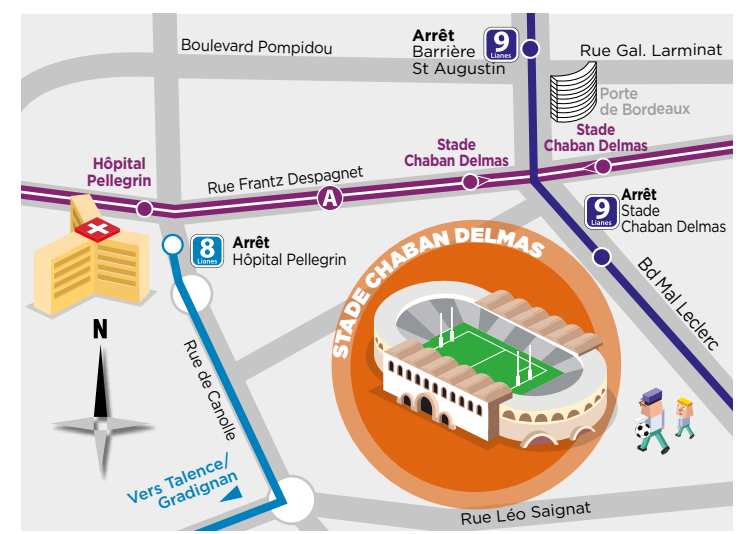 Boulevard Pompidou
Arrêt
Barrière
St Augustin
9
Lianes
Rue Gal. Larminat
Porte
de Bordeaux
Stade
Chaban Delmas
Stade
Chaban Delmas
Hôpital
Pellegrin
Rue Frantz Despagnet
A
9
Lianes
Arrêt
Stade
Chaban Delmas
8
Lianes
Arrêt
Hôpital Pellegrin
STADE CHABAN DELMAS
Bd Mal Leclerc
N
Rue de Canolle
Vers Talence/
Gradignan
Rue Léo Saignat